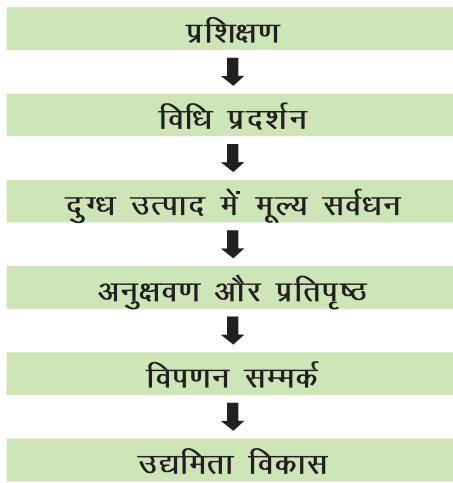 प्रशिक्षण
विधि प्रदर्शन
दुग्ध उत्पाद में मूल्य सर्वधन
अनुक्षवण और प्रतिपृष्ठ
विपणन सम्मर्क
उद्यमिता विकास